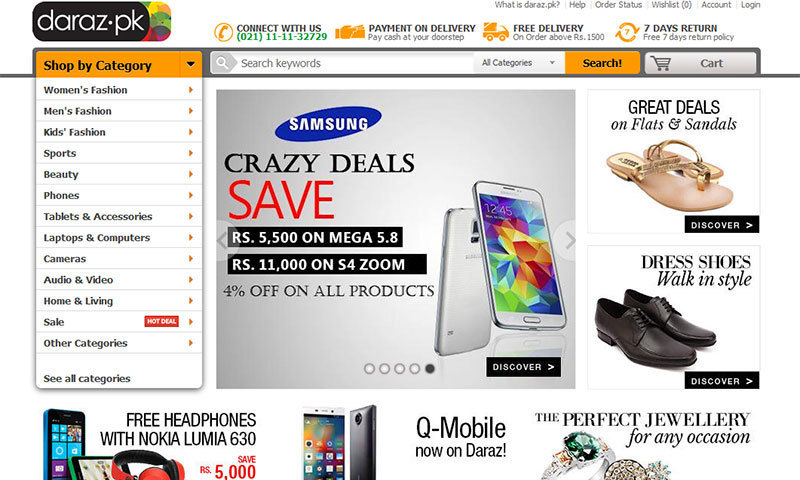 daraz.pk
What is daraz.pk?
Help
Order Status
Wishlist (0)
Account
Login
CONNECT WITH US
(021) 11-11-32729
PAYMENT ON DELIVERY
Pay cash at your doorstep
FREE DELIVERY
On Order above Rs.1500
7
7 DAYS RETURN
Free 7 days return policy
Shop by Category
Search keywords
All Categories
Search!
Cart
Women's Fashion
Men's Fashion
Kids' Fashion
Sports
Beauty
Phones
Tablets & Accessories
Laptops & Computers
Cameras
Audio & Video
Home & Living
Sale
HOT DEAL
Other Categories
See all categories
SAMSUNG
CRAZY DEALS
SAVE
RS. 5,500 ON MEGA 5.8
RS. 11,000 ON S4 ZOOM
4% OFF ON ALL PRODUCTS
SAMSUNG
12:45
DISCOVER >
GREAT DEALS
on Flats & Sandals
DISCOVER >
DRESS SHOES
Walk in style
DISCOVER >
FREE HEADPHONES
WITH NOKIA LUMIA 630
SAVE
RS. 5,000
Q-Mobile
now on Daraz!
THE PERFECT JEWELLERY
for any occasion